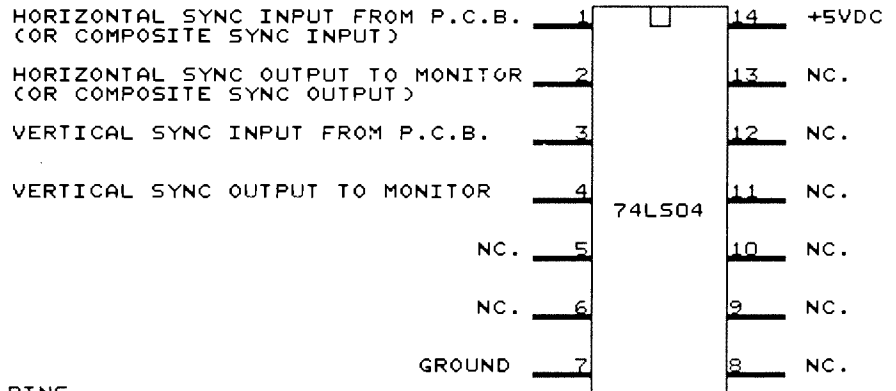 HORIZONTAL SYNC INPUT FROM P.C.B. 1 14 +5VDC
(OR COMPOSITE SYNC INPUT)
HORIZONTAL SYNC OUTPUT TO MONITOR 2 13 NC.
(OR COMPOSITE SYNC OUTPUT)
VERTICAL SYNC INPUT FROM P.C.B. 3 12 NC.
VERTICAL SYNC OUTPUT TO MONITOR 4 11 NC.
74LS04
NC. 5 10 NC.
NC. 6 9 NC.
GROUND 7 8 NC.
PINS